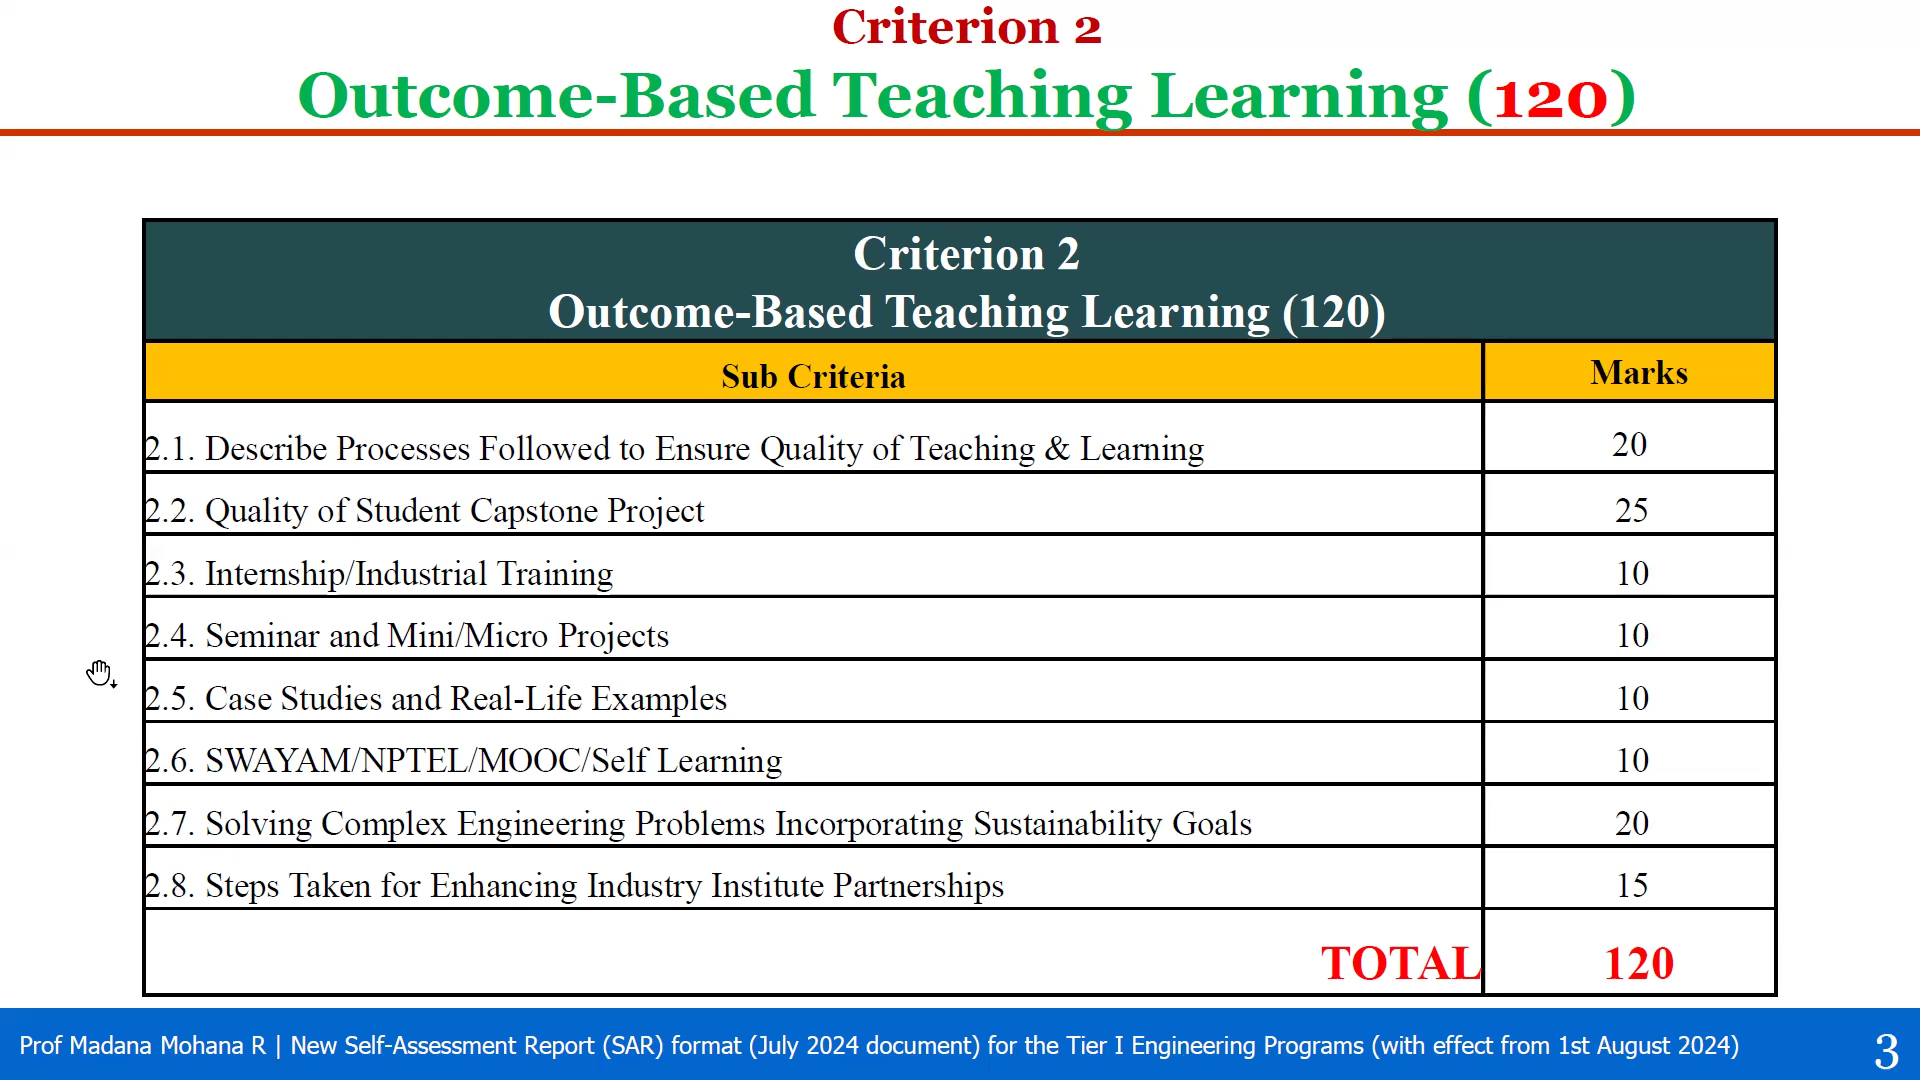 Criterion 2
Outcome-Based Teaching Learning (120)
Criterion 2
Outcome-Based Teaching Learning (120)
Sub Criteria Marks
2.1. Describe Processes Followed to Ensure Quality of Teaching & Learning 20
2.2. Quality of Student Capstone Project 25
2.3. Internship/Industrial Training 10
2.4. Seminar and Mini/Micro Projects 10
2.5. Case Studies and Real-Life Examples 10
2.6. SWAYAM/NPTEL/MOOC/Self Learning 10
2.7. Solving Complex Engineering Problems Incorporating Sustainability Goals 20
2.8. Steps Taken for Enhancing Industry Institute Partnerships 15
TOTAL 120
Prof Madana Mohana R | New Self-Assessment Report (SAR) format (July 2024 document) for the Tier I Engineering Programs (with effect from 1st August 2024) 3